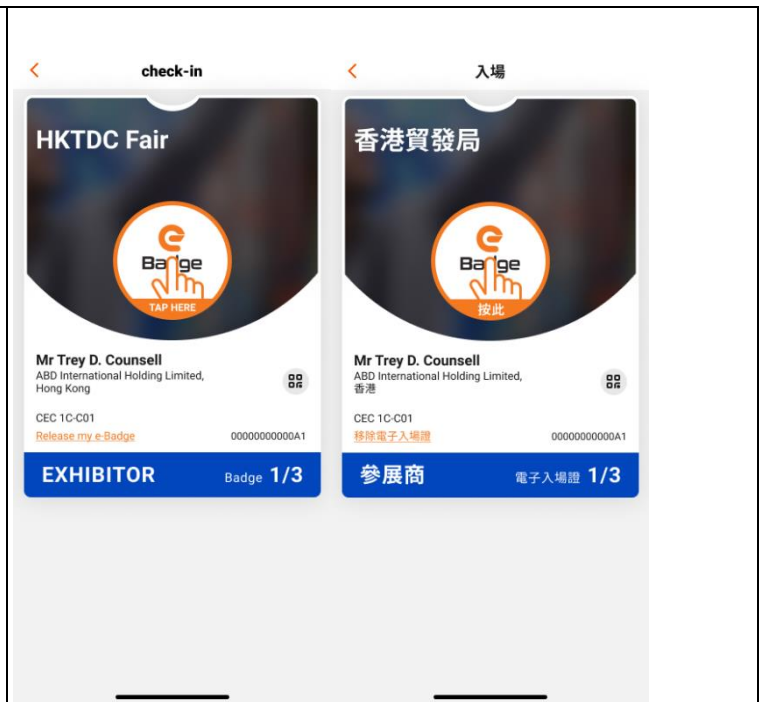 check-in
HKTDC Fair
e
Badge
TAP HERE
Mr Trey D. Counsell
ABD International Holding Limited,
Hong Kong
CEC 1C-C01
Release my e-Badge
00000000000A1
EXHIBITOR
Badge 1/3
入場
香港貿發局
e
Badge
按此
Mr Trey D. Counsell
ABD International Holding Limited,
香港
CEC 1C-C01
移除電子入場證
00000000000A1
參展商
電子入場證 1/3